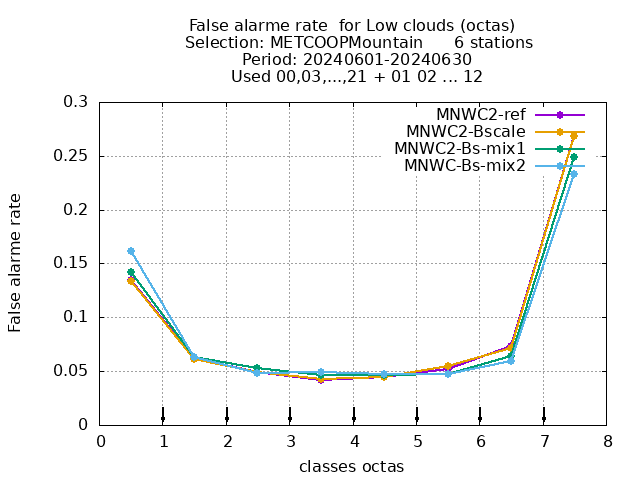 False alarme rate  for Low clouds (octas)
Selection: METCOOPMountain      6 stations
Period: 20240601-20240630
Used 00,03,...,21 + 01 02 ... 12
0.3
0.25
0.2
0.15
0.1
0.05
0
False alarme rate
MNWC2-ref
MNWC2-Bscale
MNWC2-Bs-mix1
MNWC-Bs-mix2
0 1 2 3 4 5 6 7 8
classes octas